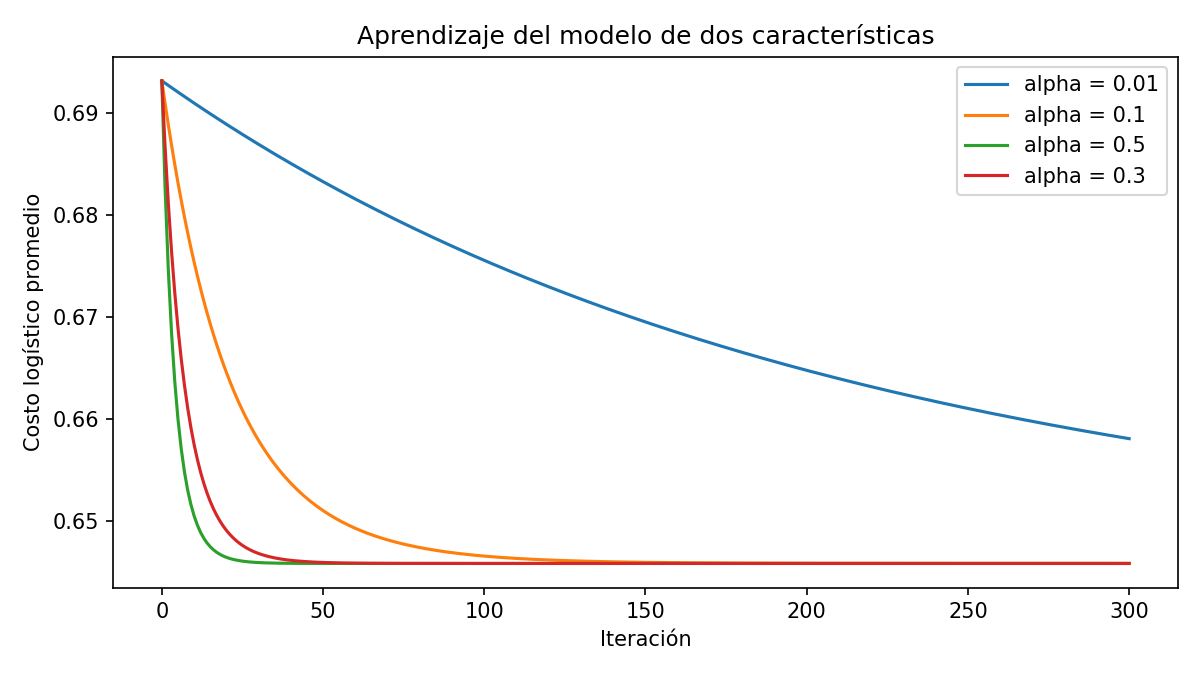 Aprendizaje del modelo de dos características
alpha = 0.01
alpha = 0.1
alpha = 0.5
alpha = 0.3
Costo logístico promedio
0.69
0.68
0.67
0.66
0.65
0
50
100
150
200
250
300
Iteración